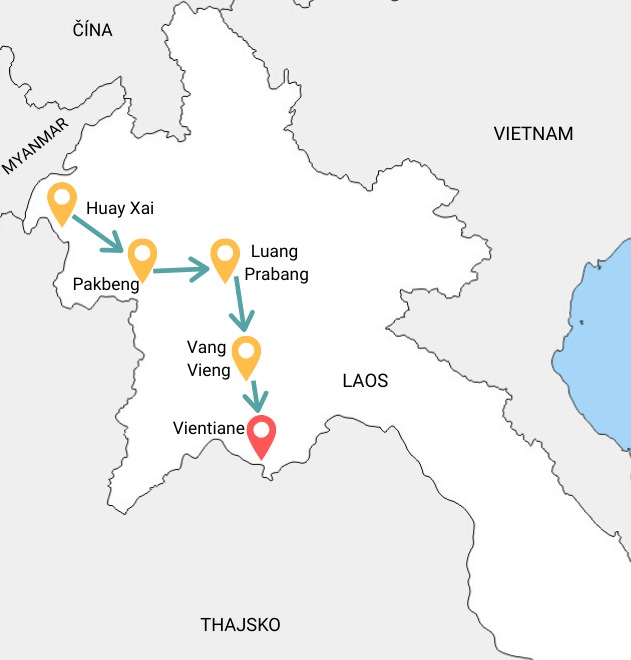 ČÍNA
VIETNAM
MYANMAR
Huay Xai
Luang
Prabang
Pakbeng
Vang
Vieng
LAOS
Vientiane
THAJSKO